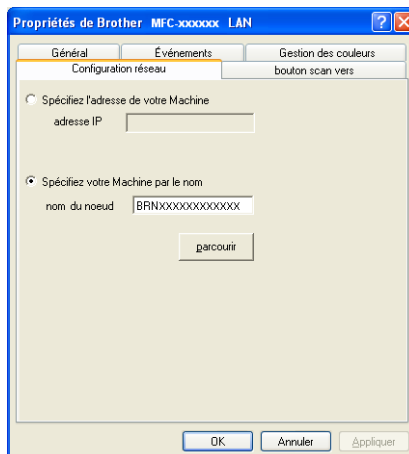 Propriétés de Brother MFC-xxxxxx LAN
Général Événements Gestion des couleurs
Configuration réseau bouton scan vers
Spécifiez l'adresse de votre Machine
adresse IP
Spécifiez votre Machine par le nom
nom du noeud BRNXXXXXXXXXXXX
parcourir
OK Annuler Appliquer